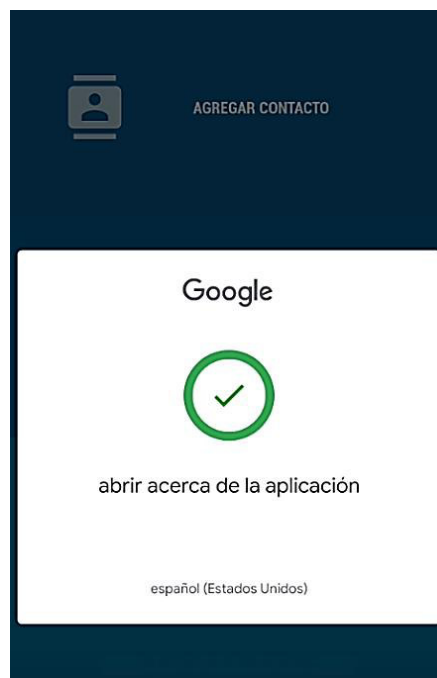 AGREGAR CONTACTO
Google
abrir acerca de la aplicación
español (Estados Unidos)